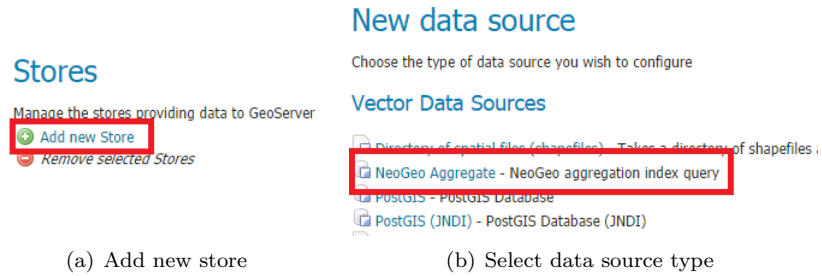 Stores
Manage the stores providing data to GeoServer
Add new Store
Remove selected Stores
(a) Add new store
New data source
Choose the type of data source you wish to configure
Vector Data Sources
Directory of spatial files (shapefiles) - Takes a directory of shapefiles
NeoGeo Aggregate - NeoGeo aggregation index query
PostGIS - PostGIS Database
PostGIS (JNDI) - PostGIS Database (JNDI)
(b) Select data source type